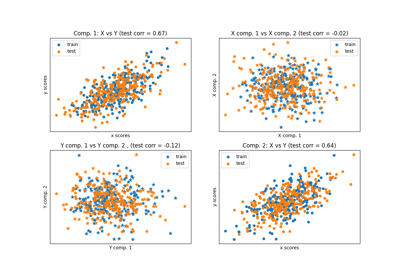 Comp. 1: X vs Y (test corr = 0.67)
train
test
y scores
x scores
X comp. 1 vs X comp. 2 (test corr = -0.02)
train
test
X comp. 2
X comp. 1
Y comp. 1 vs Y comp. 2 , (test corr = -0.12)
train
test
Y comp. 2
Y comp. 1
Comp. 2: X vs Y (test corr = 0.64)
train
test
y scores
x scores